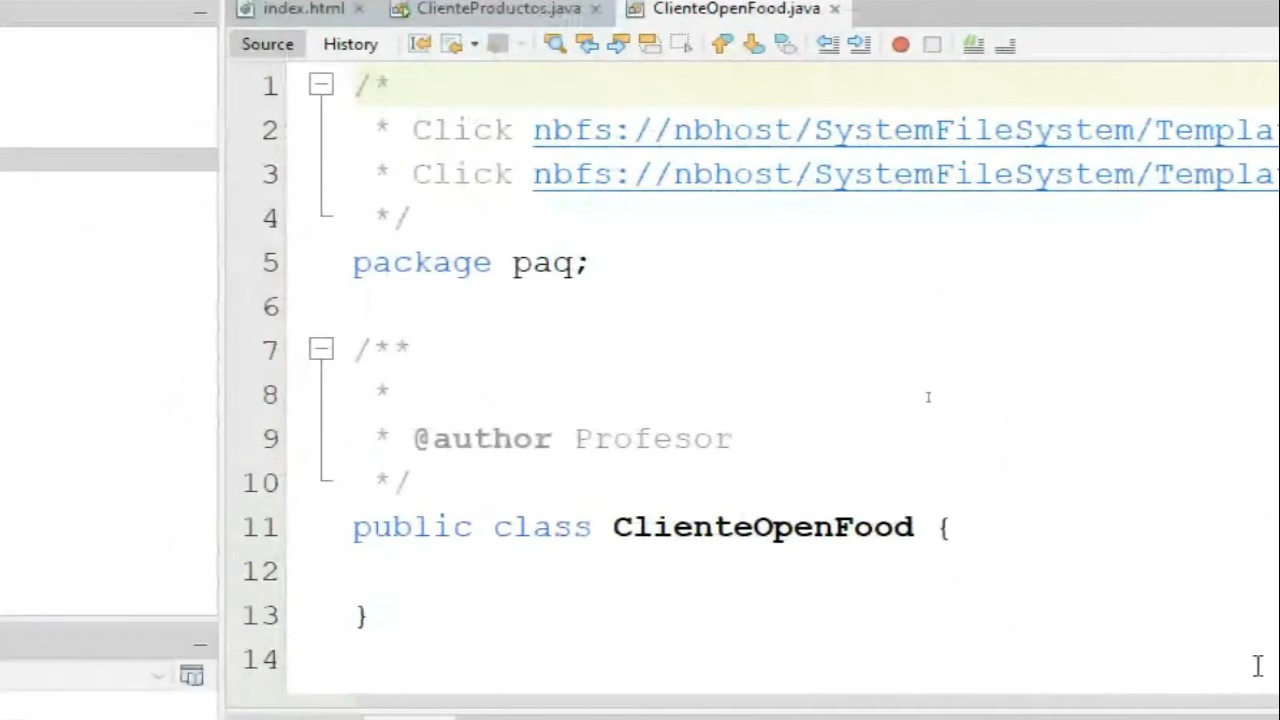 index.html ClienteProductos.java ClienteOpenFood.java
Source History
1 /*
2 * Click nbfs://nbhost/SystemFileSystem/Templa
3 * Click nbfs://nbhost/SystemFileSystem/Templa
4 */
5 package paq;
6
7 /**
8 *
9 * @author Profesor
10 */
11 public class ClienteOpenFood {
12
13 }
14